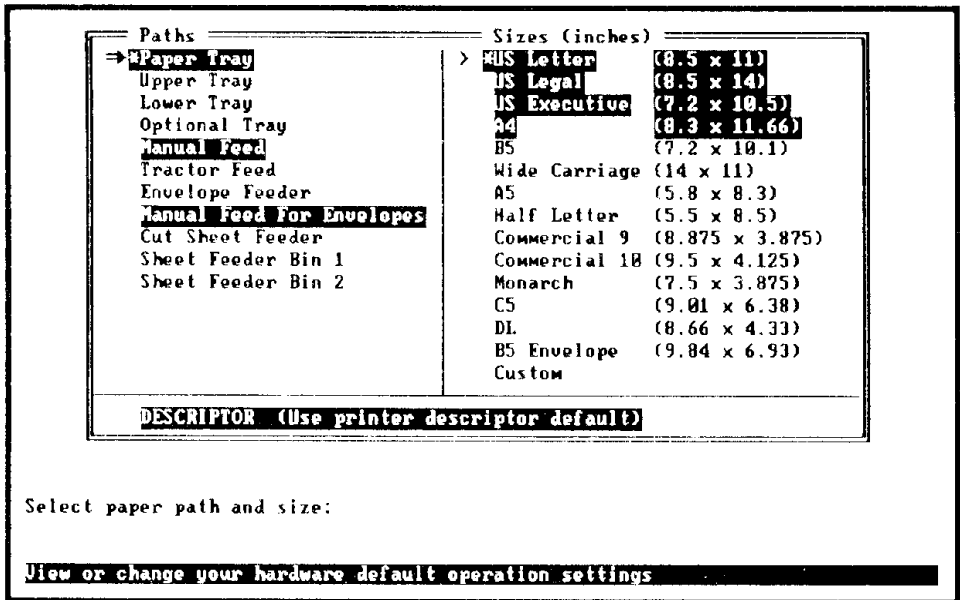 Paths Sizes (inches)
⇒*Paper Tray > *US Letter (8.5 x 11)
Upper Tray US Legal (8.5 x 14)
Lower Tray US Executive (7.2 x 10.5)
Optional Tray A4 (8.3 x 11.66)
Manual Feed B5 (7.2 x 10.1)
Tractor Feed Wide Carriage (14 x 11)
Envelope Feeder A5 (5.8 x 8.3)
Manual Feed For Envelopes Half Letter (5.5 x 8.5)
Cut Sheet Feeder Commercial 9 (8.875 x 3.875)
Sheet Feeder Bin 1 Commercial 10 (9.5 x 4.125)
Sheet Feeder Bin 2 Monarch (7.5 x 3.875)
C5 (9.01 x 6.38)
DL (8.66 x 4.33)
B5 Envelope (9.84 x 6.93)
Custom
DESCRIPTOR (Use printer descriptor default)
Select paper path and size:
View or change your hardware default operation settings